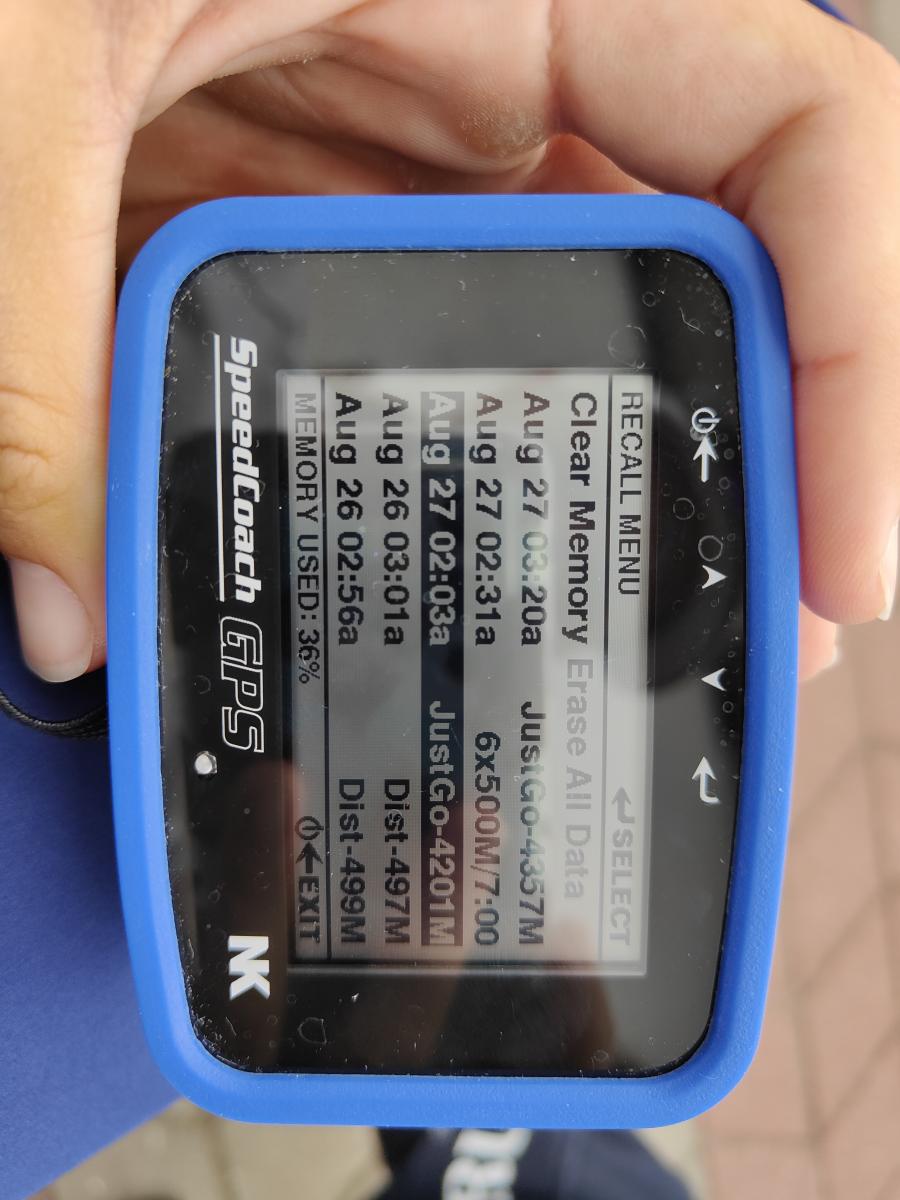 RECALL MENU ↲SELECT
Clear Memory Erase All Data
Aug 27 03:20a JustGo-4357M
Aug 27 02:31a 6x500M/7:00
Aug 27 02:03a JustGo-4201M
Aug 26 03:01a Dist-497M
Aug 26 02:56a Dist-499M
MEMORY USED: 36% ⏻←EXIT
SpeedCoach GPS NK